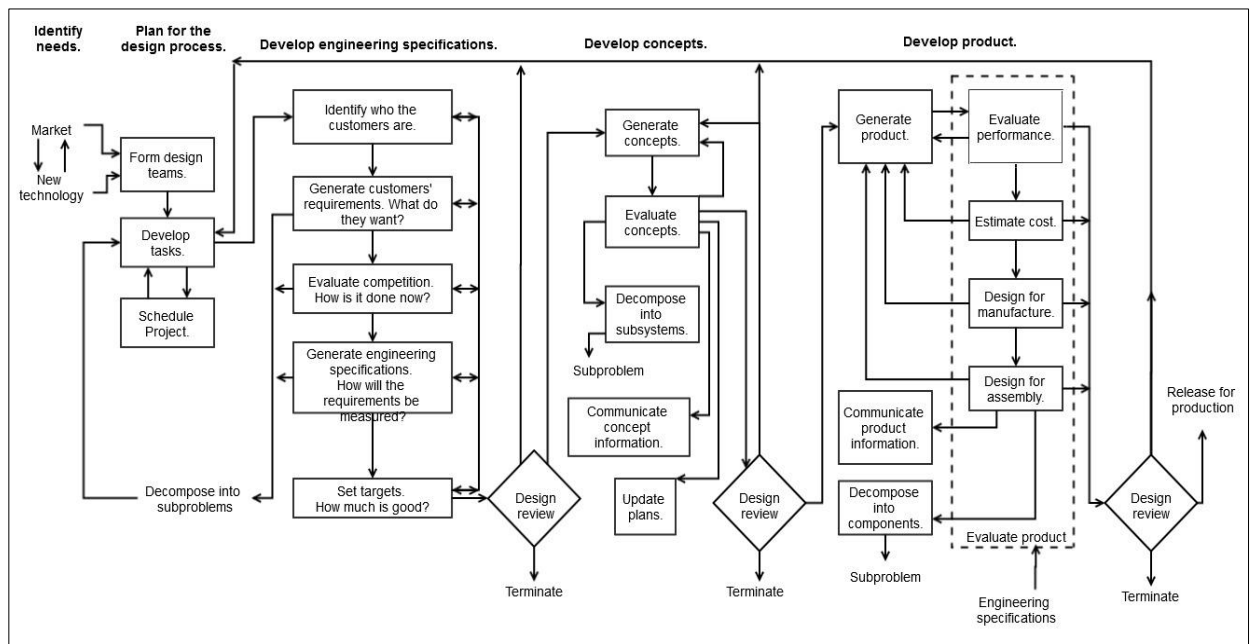 Identify
needs.
Plan for the
design process.
Develop engineering specifications.
Develop concepts.
Develop product.
Market
New
technology
Form design
teams.
Develop
tasks.
Schedule
Project.
Identify who the
customers are.
Generate customers'
requirements. What do
they want?
Evaluate competition.
How is it done now?
Generate engineering
specifications.
How will the
requirements be
measured?
Set targets.
How much is good?
Decompose into
subproblems
Design
review
Terminate
Generate
concepts.
Evaluate
concepts.
Decompose
into
subsystems.
Subproblem
Communicate
concept
information.
Update
plans.
Design
review
Terminate
Generate
product.
Evaluate
performance.
Estimate cost.
Design for
manufacture.
Design for
assembly.
Communicate
product
information.
Decompose
into
components.
Subproblem
Evaluate product
Engineering
specifications
Design
review
Release for
production
Terminate